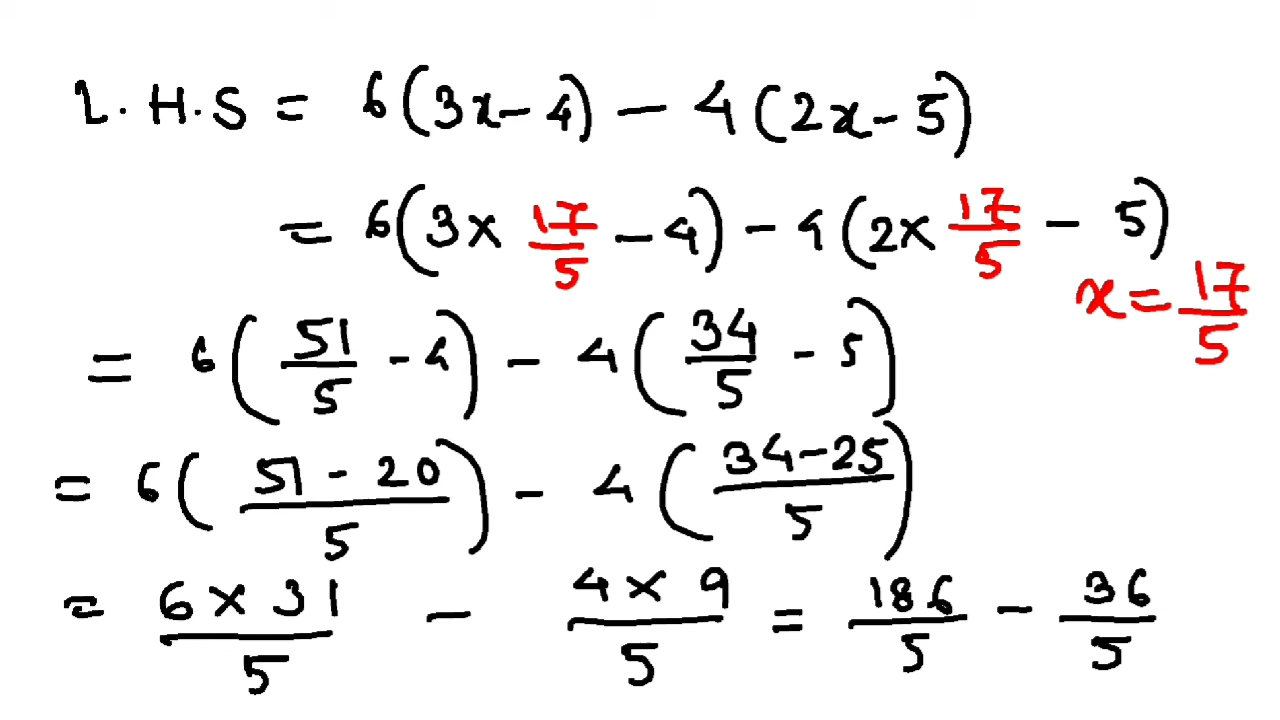 L.H.S = 6(3x-4) - 4(2x-5)
= 6(3× 17/5 - 4) - 4(2× 17/5 - 5)
x = 17/5
= 6(51/5 - 4) - 4(34/5 - 5)
= 6((51-20)/5) - 4((34-25)/5)
= (6×31)/5 - (4×9)/5 = 186/5 - 36/5